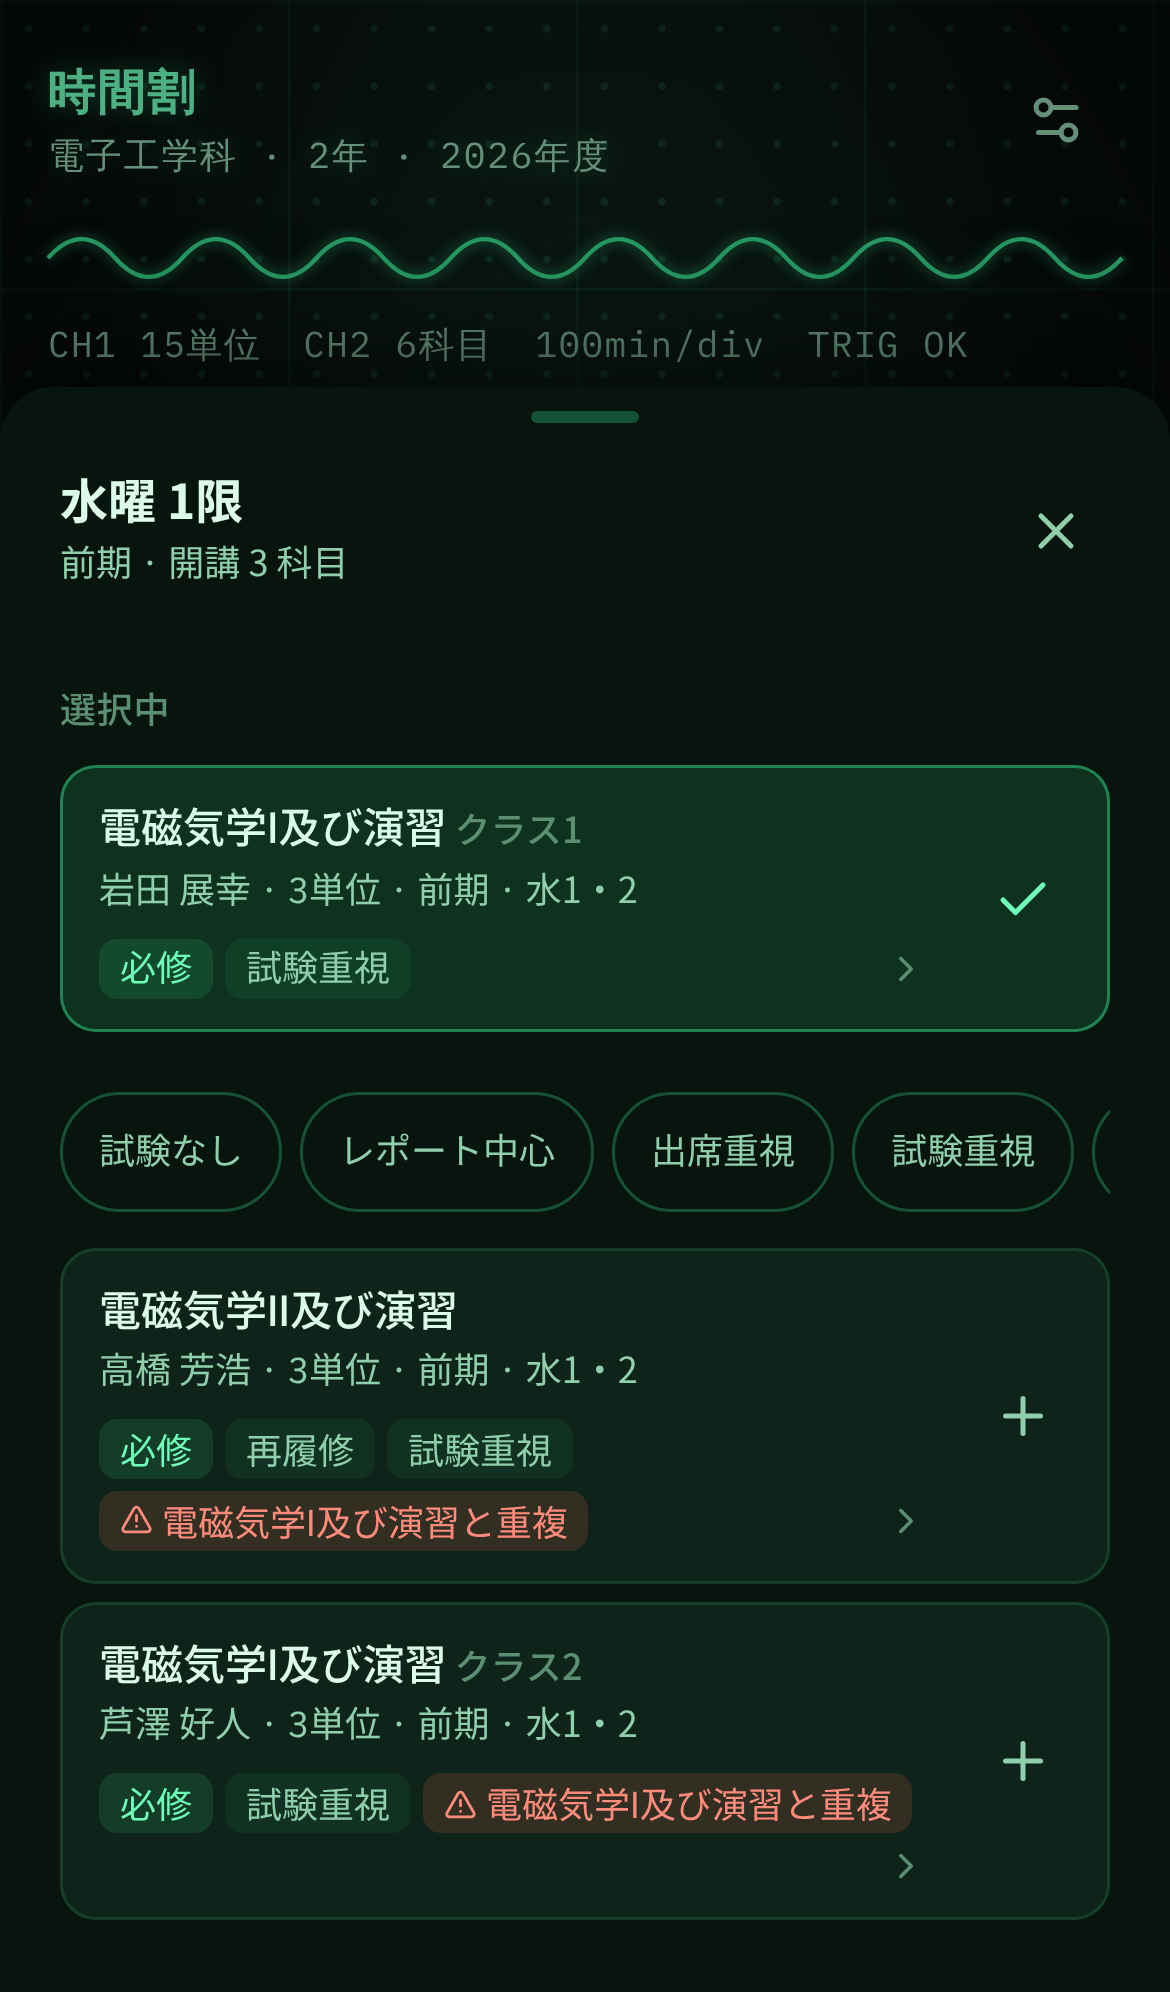 時間割
電子工学科 · 2年 · 2026年度
CH1 15単位 CH2 6科目 100min/div TRIG OK
水曜 1限
前期 · 開講 3 科目
選択中
電磁気学I及び演習 クラス1
岩田 展幸 · 3単位 · 前期 · 水1・2
必修 試験重視
試験なし レポート中心 出席重視 試験重視
電磁気学II及び演習
高橋 芳浩 · 3単位 · 前期 · 水1・2
必修 再履修 試験重視
電磁気学I及び演習と重複
電磁気学I及び演習 クラス2
芦澤 好人 · 3単位 · 前期 · 水1・2
必修 試験重視 電磁気学I及び演習と重複